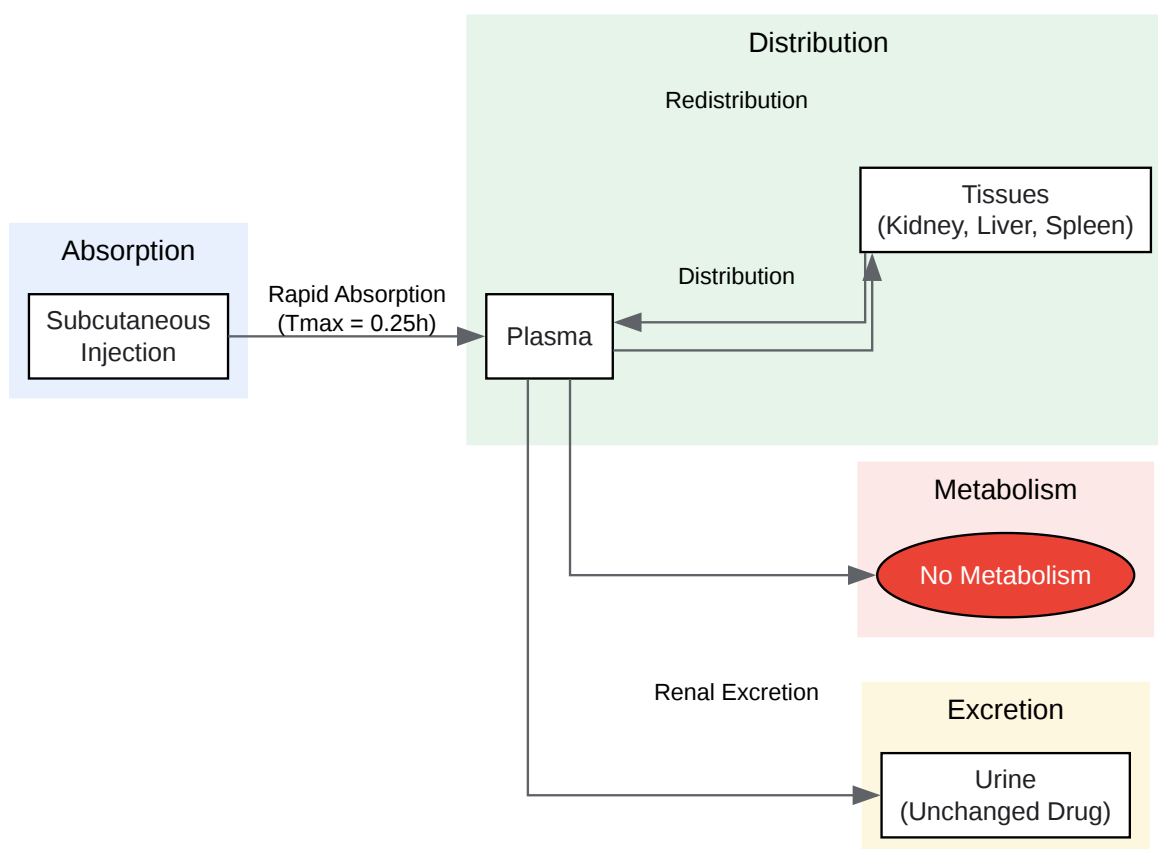 Distribution
Redistribution
Tissues
(Kidney, Liver, Spleen)
Absorption
Subcutaneous
Injection
Rapid Absorption
(Tmax = 0.25h)
Distribution
Plasma
Metabolism
No Metabolism
Renal Excretion
Excretion
Urine
(Unchanged Drug)